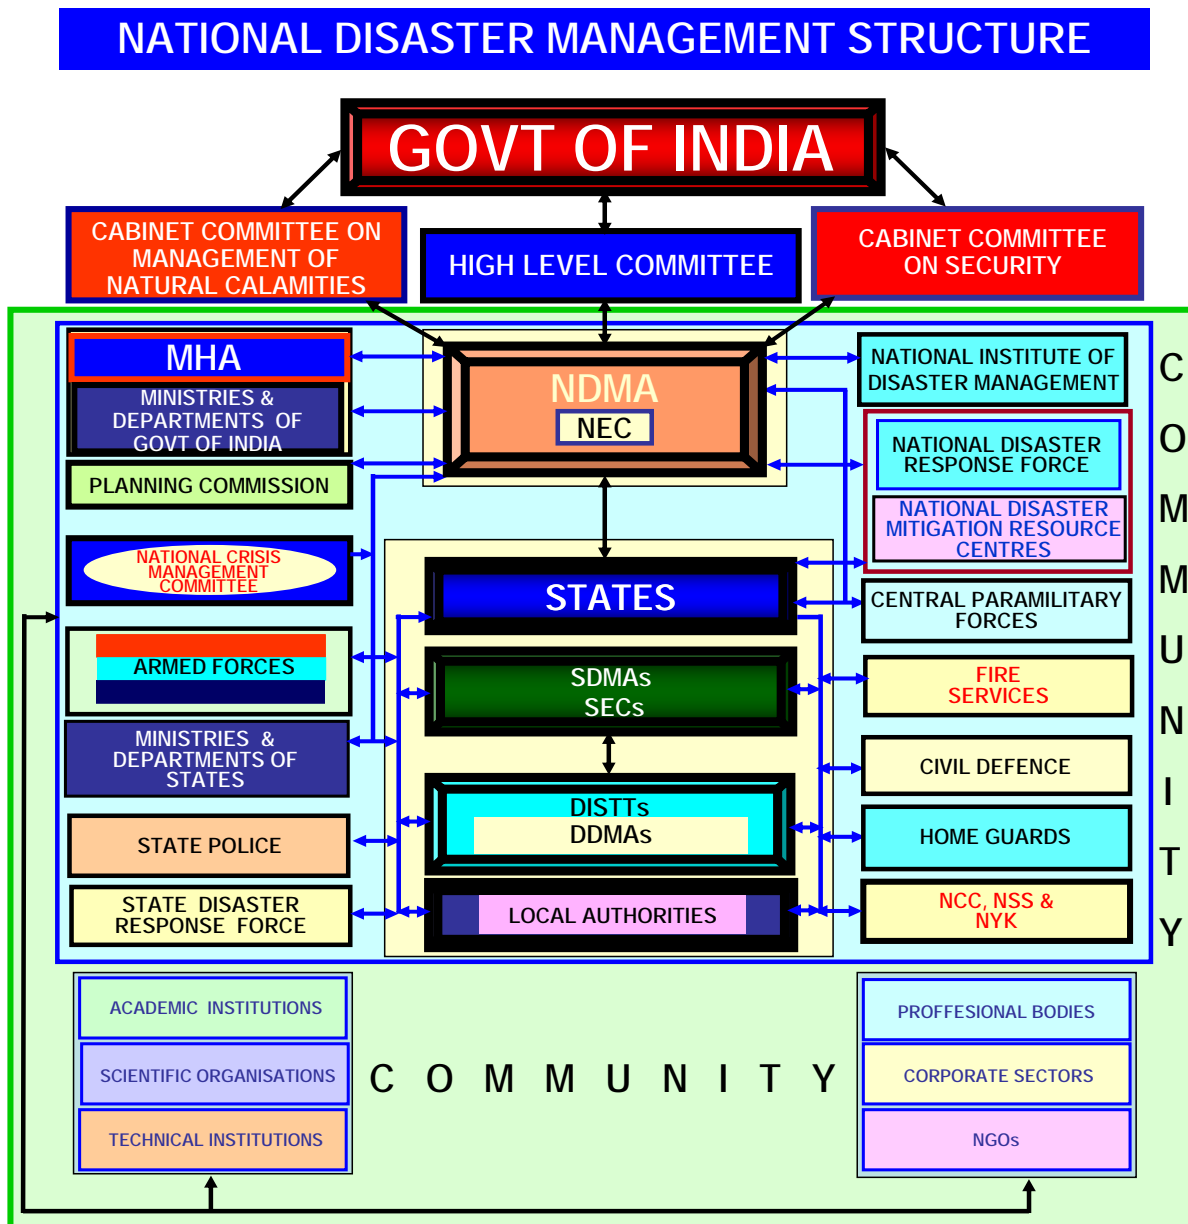 NATIONAL DISASTER MANAGEMENT STRUCTURE
GOVT OF INDIA
CABINET COMMITTEE ON
MANAGEMENT OF
NATURAL CALAMITIES
HIGH LEVEL COMMITTEE
CABINET COMMITTEE
ON SECURITY
MHA
MINISTRIES &
DEPARTMENTS OF
GOVT OF INDIA
PLANNING COMMISSION
NATIONAL CRISIS
MANAGEMENT
COMMITTEE
ARMED FORCES
MINISTRIES &
DEPARTMENTS OF
STATES
STATE POLICE
STATE DISASTER
RESPONSE FORCE
NDMA
NEC
STATES
SDMAs
SECs
DISTTs
DDMAs
LOCAL AUTHORITIES
NATIONAL INSTITUTE OF
DISASTER MANAGEMENT
NATIONAL DISASTER
RESPONSE FORCE
NATIONAL DISASTER
MITIGATION RESOURCE
CENTRES
CENTRAL PARAMILITARY
FORCES
FIRE
SERVICES
CIVIL DEFENCE
HOME GUARDS
NCC, NSS &
NYK
C
O
M
M
U
N
I
T
Y
ACADEMIC INSTITUTIONS
SCIENTIFIC ORGANISATIONS
TECHNICAL INSTITUTIONS
C O M M U N I T Y
PROFFESIONAL BODIES
CORPORATE SECTORS
NGOs